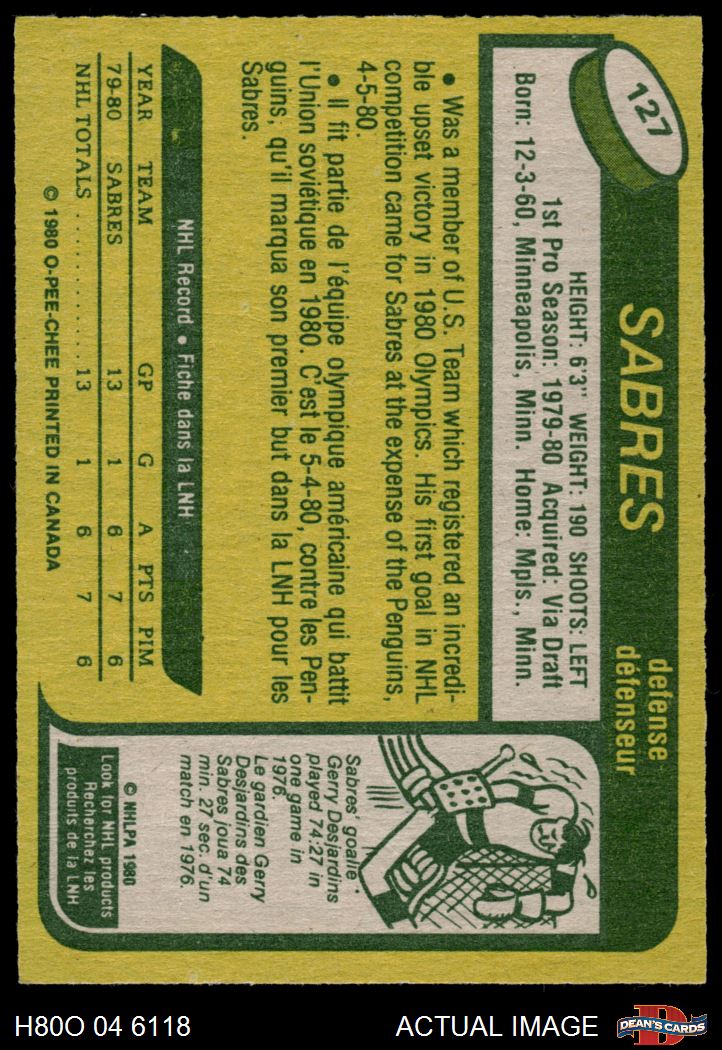 127
SABRES
defense
défenseur
HEIGHT: 6'3" WEIGHT: 190 SHOOTS: LEFT
1st Pro Season: 1979-80 Acquired: Via Draft
Born: 12-3-60, Minneapolis, Minn. Home: Mpls., Minn.
• Was a member of U.S. Team which registered an incredi-
ble upset victory in 1980 Olympics. His first goal in NHL
competition came for Sabres at the expense of the Penguins,
4-5-80.
• Il fit partie de l'équipe olympique américaine qui battit
l'Union soviétique en 1980. C'est le 5-4-80, contre les Pen-
guins, qu'il marqua son premier but dans la LNH pour les
Sabres.
NHL Record • Fiche dans la LNH
YEAR TEAM GP G A PTS PIM
79-80 SABRES 13 1 6 7 6
NHL TOTALS .......... 13 1 6 7 6
© 1980 O-PEE-CHEE PRINTED IN CANADA
Sabres' goalie
Gerry Desjardins
played 74:27 in
one game in
1976.
Le gardien Gerry
Desjardins des
Sabres joua 74
min. 27 sec. d'un
match en 1976.
© NHLPA 1980
Look for NHL products
Recherchez les
produits de la LNH
H80O 04 6118
ACTUAL IMAGE
D
DEAN'S CARDS